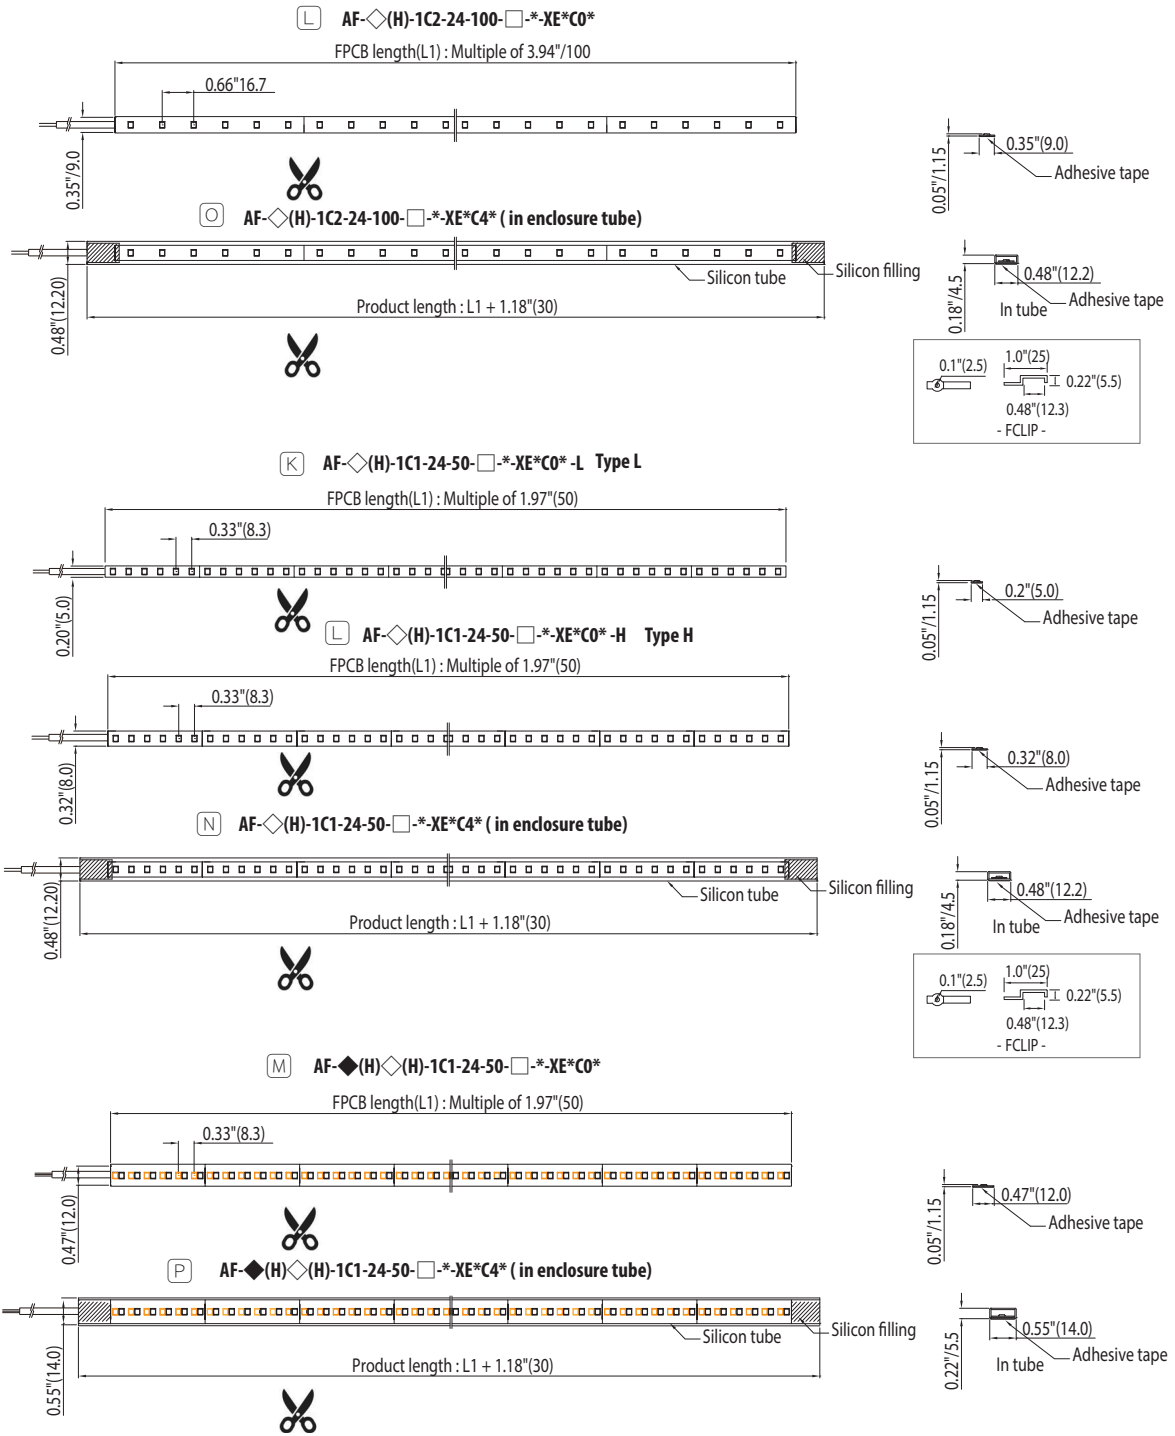 L AF-◇(H)-1C2-24-100-□-*-XE*C0*
FPCB length(L1) : Multiple of 3.94"/100
0.66"16.7
0.35"/9.0
0.05"/1.15
0.35"(9.0)
Adhesive tape
O AF-◇(H)-1C2-24-100-□-*-XE*C4* ( in enclosure tube)
Silicon tube
Silicon filling
0.48"(12.20)
Product length : L1 + 1.18"(30)
0.18"/4.5
0.48"(12.2)
In tube
Adhesive tape
0.1"(2.5)
1.0"(25)
0.22"(5.5)
0.48"(12.3)
- FCLIP -
K AF-◇(H)-1C1-24-50-□-*-XE*C0* -L Type L
FPCB length(L1) : Multiple of 1.97"(50)
0.33"(8.3)
0.20"(5.0)
0.05"/1.15
0.2"(5.0)
Adhesive tape
L AF-◇(H)-1C1-24-50-□-*-XE*C0* -H Type H
FPCB length(L1) : Multiple of 1.97"(50)
0.33"(8.3)
0.32"(8.0)
0.05"/1.15
0.32"(8.0)
Adhesive tape
N AF-◇(H)-1C1-24-50-□-*-XE*C4* ( in enclosure tube)
Silicon tube
Silicon filling
0.48"(12.20)
Product length : L1 + 1.18"(30)
0.18"/4.5
0.48"(12.2)
In tube
Adhesive tape
0.1"(2.5)
1.0"(25)
0.22"(5.5)
0.48"(12.3)
- FCLIP -
M AF-◆(H)◇(H)-1C1-24-50-□-*-XE*C0*
FPCB length(L1) : Multiple of 1.97"(50)
0.33"(8.3)
0.47"(12.0)
0.05"/1.15
0.47"(12.0)
Adhesive tape
P AF-◆(H)◇(H)-1C1-24-50-□-*-XE*C4* ( in enclosure tube)
Silicon tube
Silicon filling
0.55"(14.0)
Product length : L1 + 1.18"(30)
0.22"/5.5
0.55"(14.0)
In tube
Adhesive tape